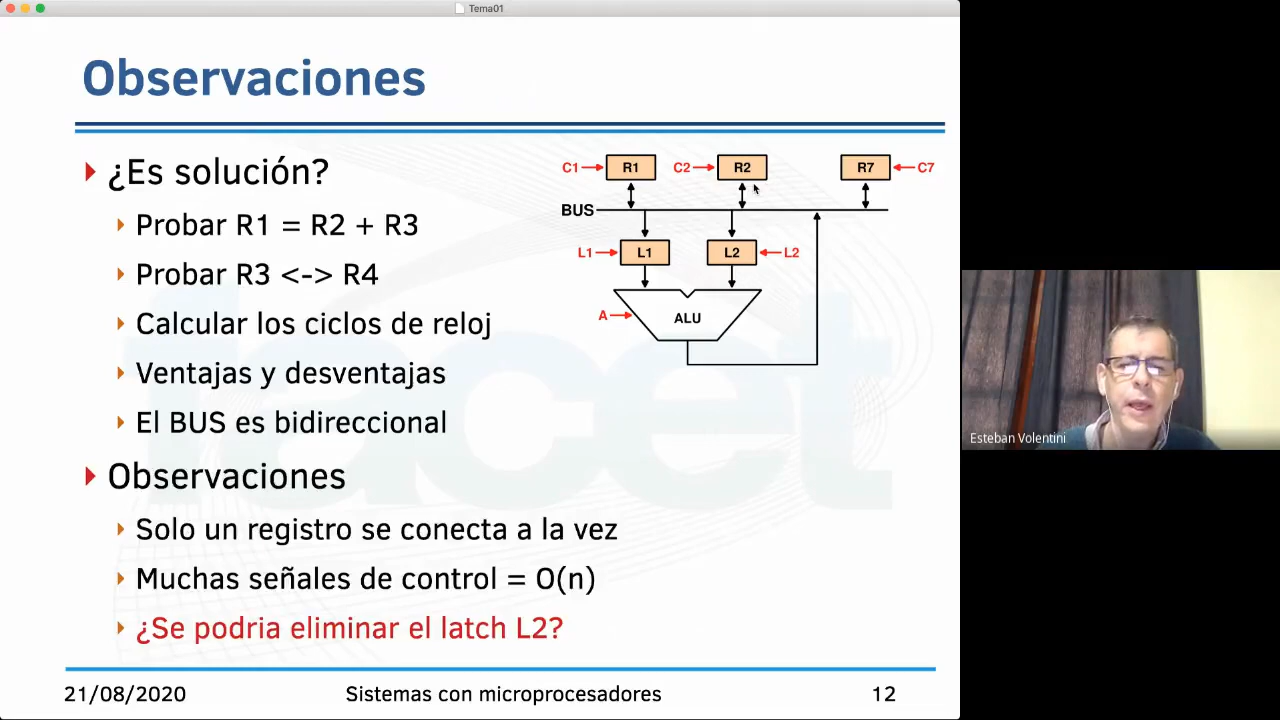 Tema01
Observaciones
¿Es solución?
Probar R1 = R2 + R3
Probar R3 <-> R4
Calcular los ciclos de reloj
Ventajas y desventajas
El BUS es bidireccional
Observaciones
Solo un registro se conecta a la vez
Muchas señales de control = O(n)
¿Se podria eliminar el latch L2?
C1 R1 C2 R2 R7 C7
BUS
L1 L1 L2 L2
A ALU
facet
21/08/2020 Sistemas con microprocesadores 12
Esteban Volentini